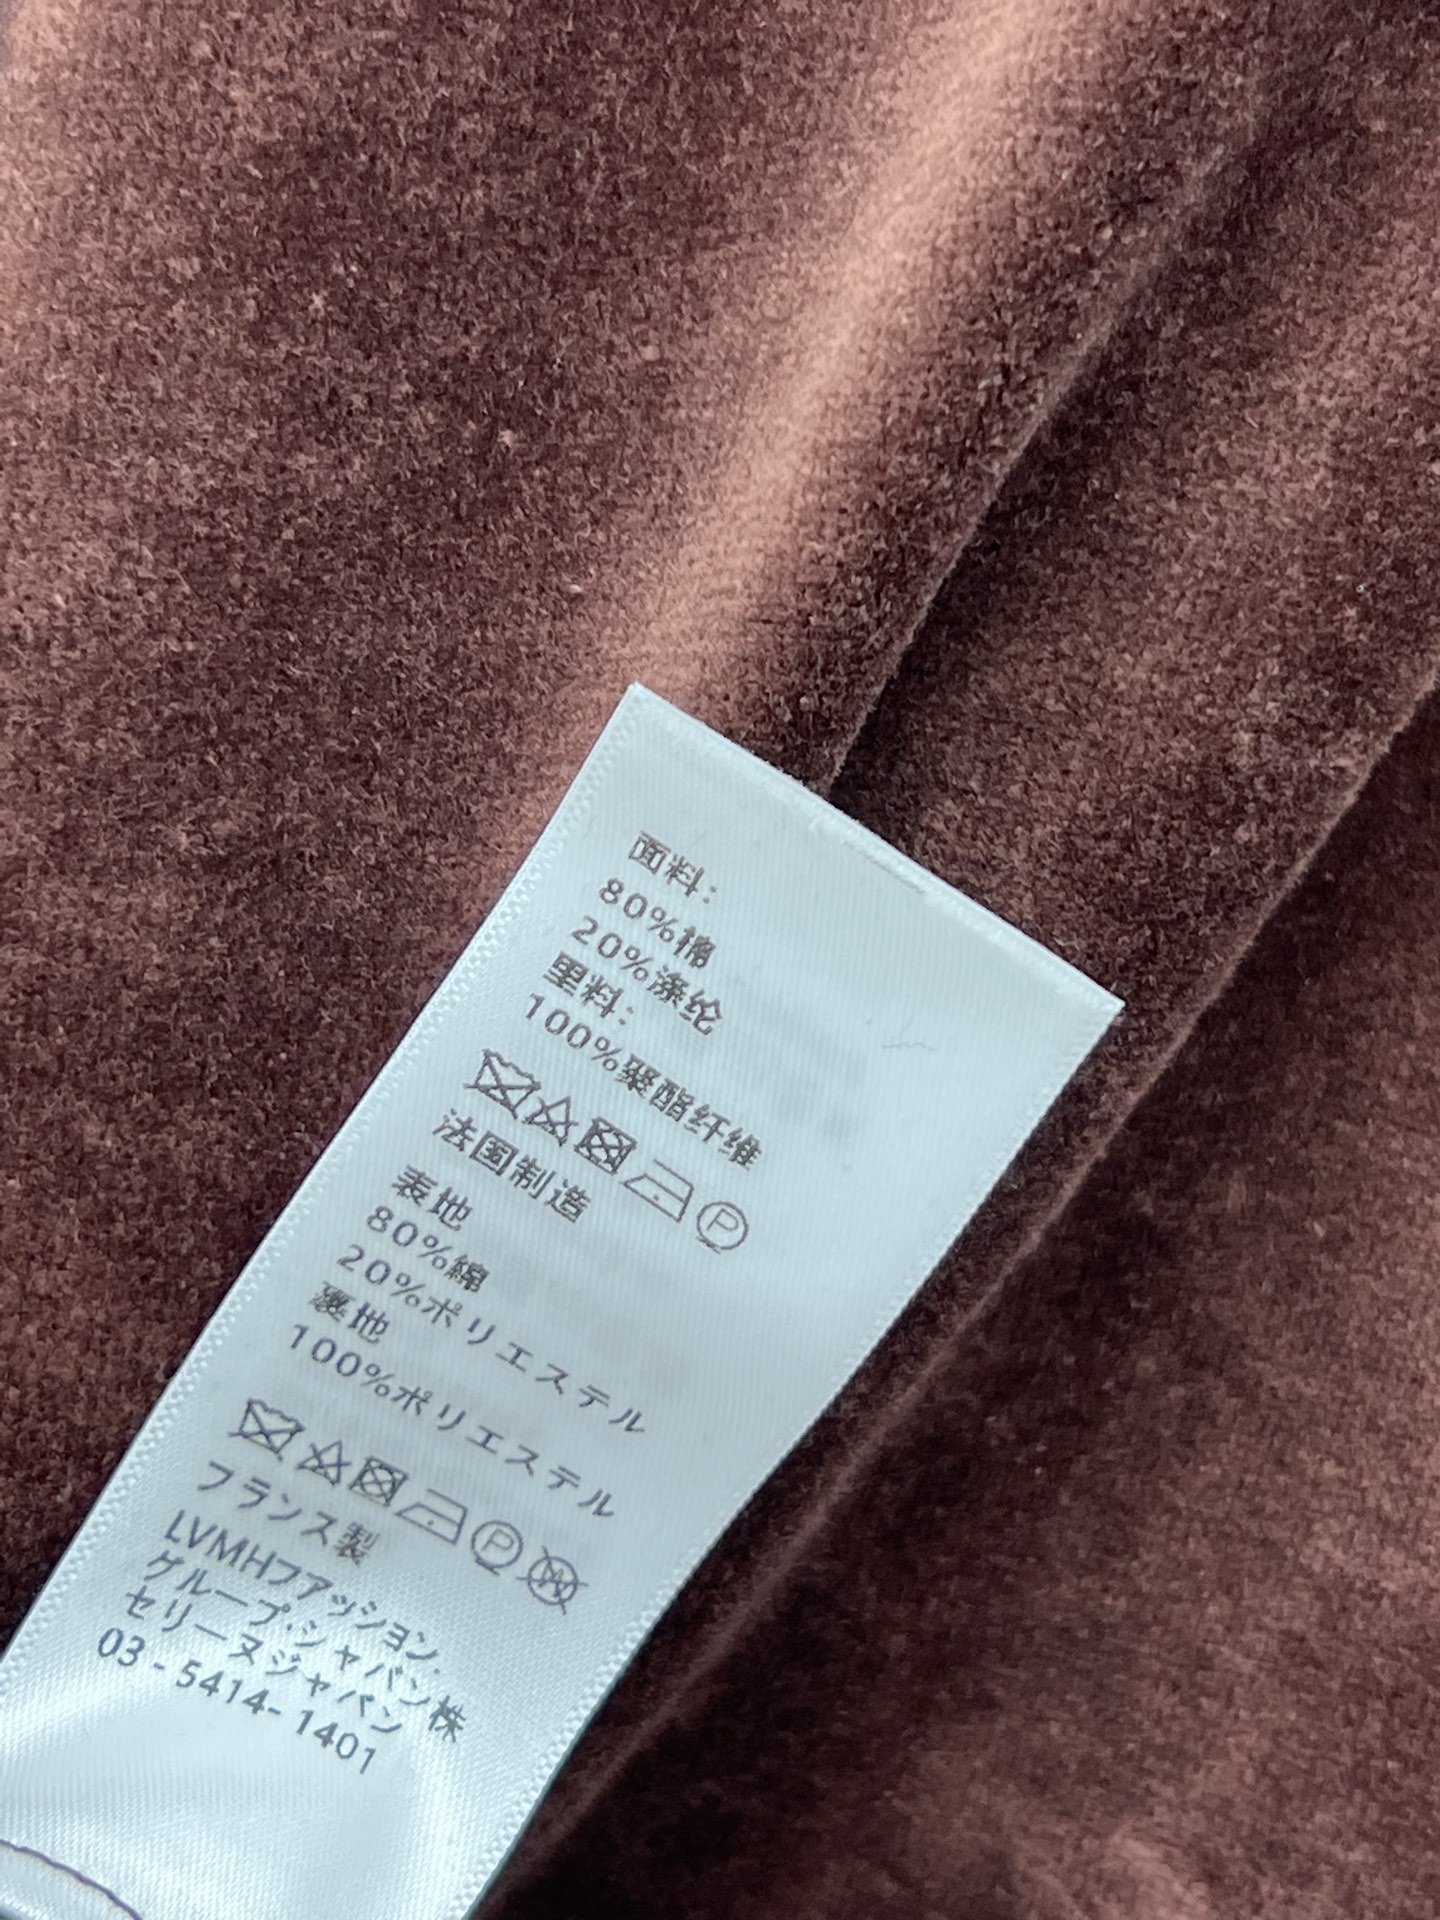 面料:
80%棉
20%涤纶
里料:
100%聚酯纤维
P
法国制造
表地
80%綿
20%ポリエステル
裏地
100%ポリエステル
P W
フランス製
LVMHファッション.
グループ·ジャパン株
セリーヌジャパン
03-5414-1401